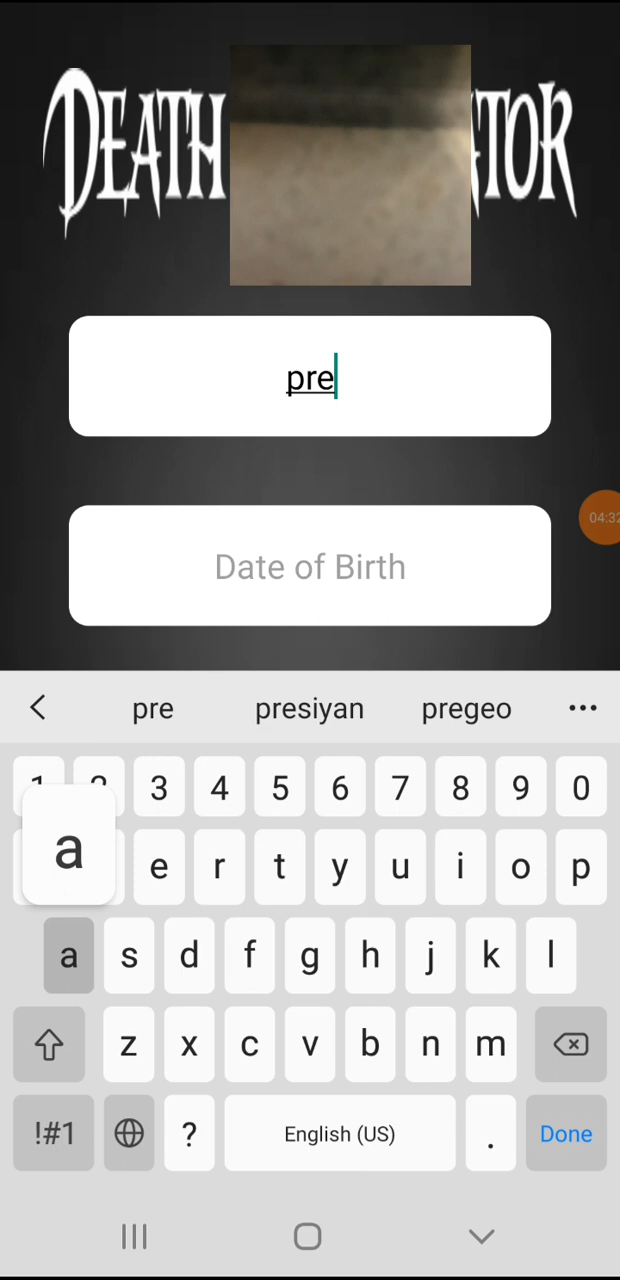 DEATH TOR
pre
04:32
Date of Birth
pre presiyan pregeo
3 4 5 6 7 8 9 0
a e r t y u i o p
a s d f g h j k l
z x c v b n m
!#1 ? English (US) . Done